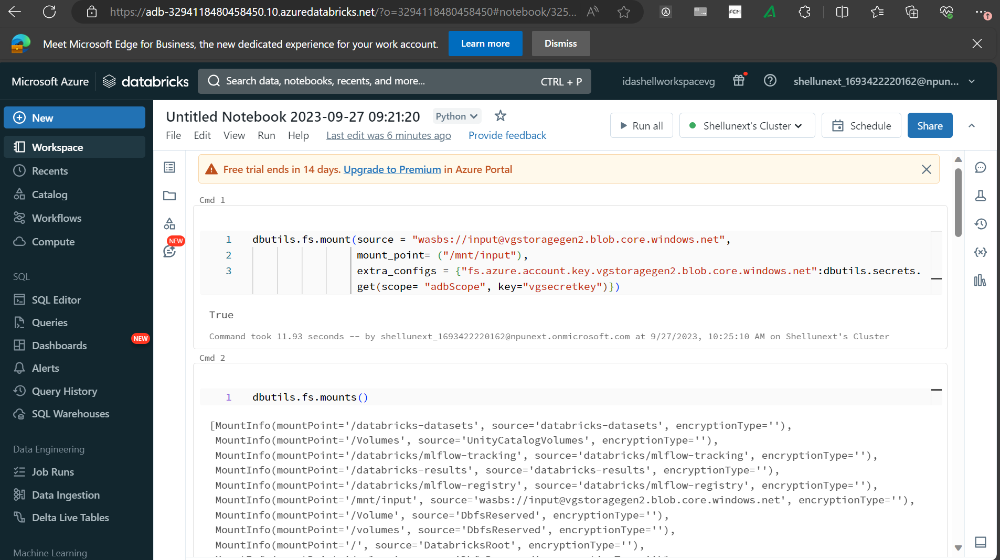 https://adb-3294118480458450.10.azuredatabricks.net/?o=3294118480458450#notebook/325...
FCM
Meet Microsoft Edge for Business, the new dedicated experience for your work account.
Learn more
Dismiss
Microsoft Azure
databricks
Search data, notebooks, recents, and more...
CTRL + P
idashellworkspacevg
shellunext_1693422220162@npun...
New
Workspace
Recents
Catalog
Workflows
Compute
SQL
SQL Editor
Queries
Dashboards
NEW
Alerts
Query History
SQL Warehouses
Data Engineering
Job Runs
Data Ingestion
Delta Live Tables
Machine Learning
Untitled Notebook 2023-09-27 09:21:20
Python
File Edit View Run Help Last edit was 6 minutes ago Provide feedback
Run all
Shellunext's Cluster
Schedule
Share
NEW
Free trial ends in 14 days. Upgrade to Premium in Azure Portal
Cmd 1
1 dbutils.fs.mount(source = "wasbs://input@vgstoragegen2.blob.core.windows.net",
2 mount_point= ("/mnt/input"),
3 extra_configs = {"fs.azure.account.key.vgstoragegen2.blob.core.windows.net":dbutils.secrets.
get(scope= "adbScope", key="vgsecretkey")})
True
Command took 11.93 seconds -- by shellunext_1693422220162@npunext.onmicrosoft.com at 9/27/2023, 10:25:10 AM on Shellunext's Cluster
Cmd 2
1 dbutils.fs.mounts()
[MountInfo(mountPoint='/databricks-datasets', source='databricks-datasets', encryptionType=''),
MountInfo(mountPoint='/Volumes', source='UnityCatalogVolumes', encryptionType=''),
MountInfo(mountPoint='/databricks/mlflow-tracking', source='databricks/mlflow-tracking', encryptionType=''),
MountInfo(mountPoint='/databricks-results', source='databricks-results', encryptionType=''),
MountInfo(mountPoint='/databricks/mlflow-registry', source='databricks/mlflow-registry', encryptionType=''),
MountInfo(mountPoint='/mnt/input', source='wasbs://input@vgstoragegen2.blob.core.windows.net', encryptionType=''),
MountInfo(mountPoint='/Volume', source='DbfsReserved', encryptionType=''),
MountInfo(mountPoint='/volumes', source='DbfsReserved', encryptionType=''),
MountInfo(mountPoint='/', source='DatabricksRoot', encryptionType=''),